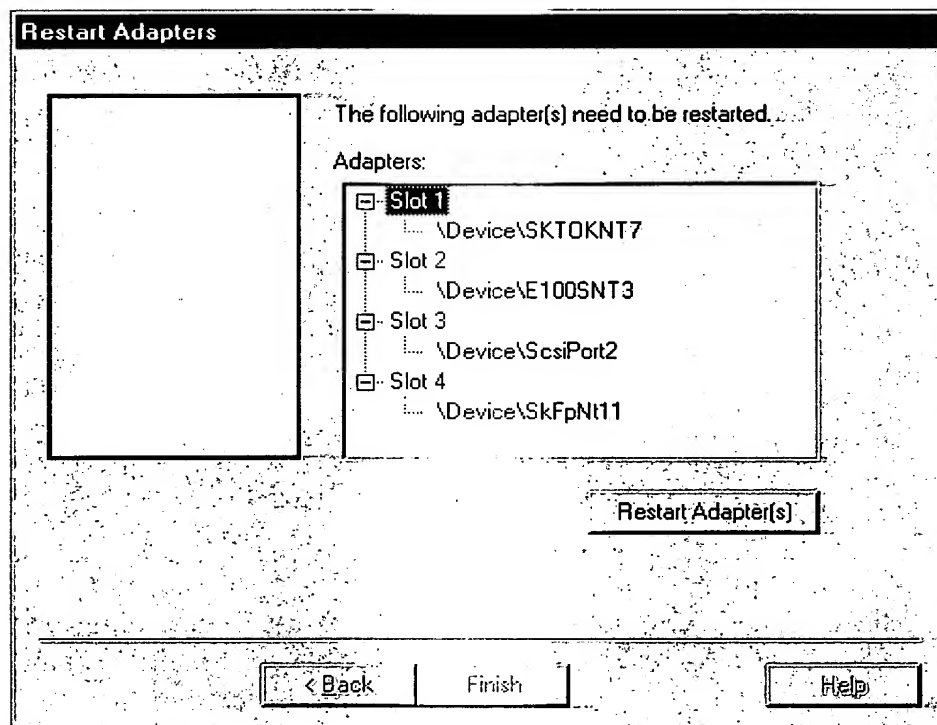 Restart Adapters
The following adapter(s) need to be restarted.
Adapters:
Slot 1
\Device\SKTOKNT7
Slot 2
\Device\E100SNT3
Slot 3
\Device\ScsiPort2
Slot 4
\Device\SkFpNt11
Restart Adapter(s)
< Back
Finish
Help